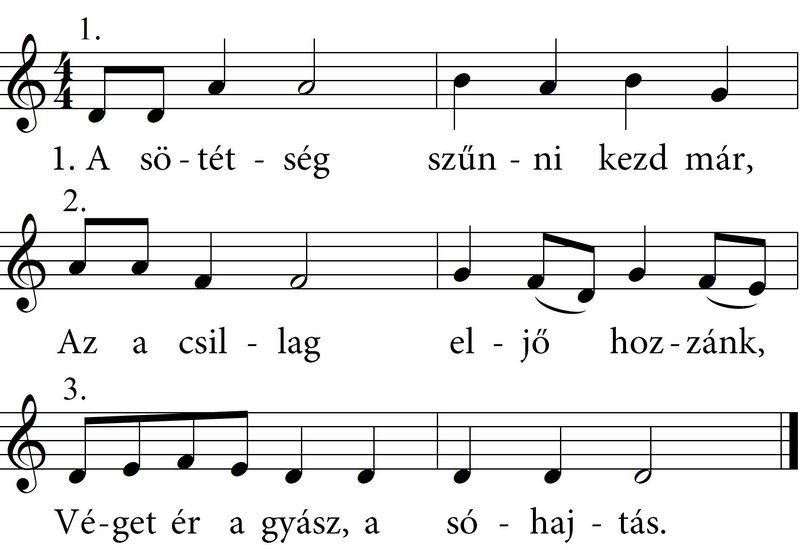 1.
4
4
1. A sö - tét - ség szűn - ni kezd már,
2.
Az a csil - lag el - jő hoz - zánk,
3.
Vé - get ér a gyász, a só - haj - tás.